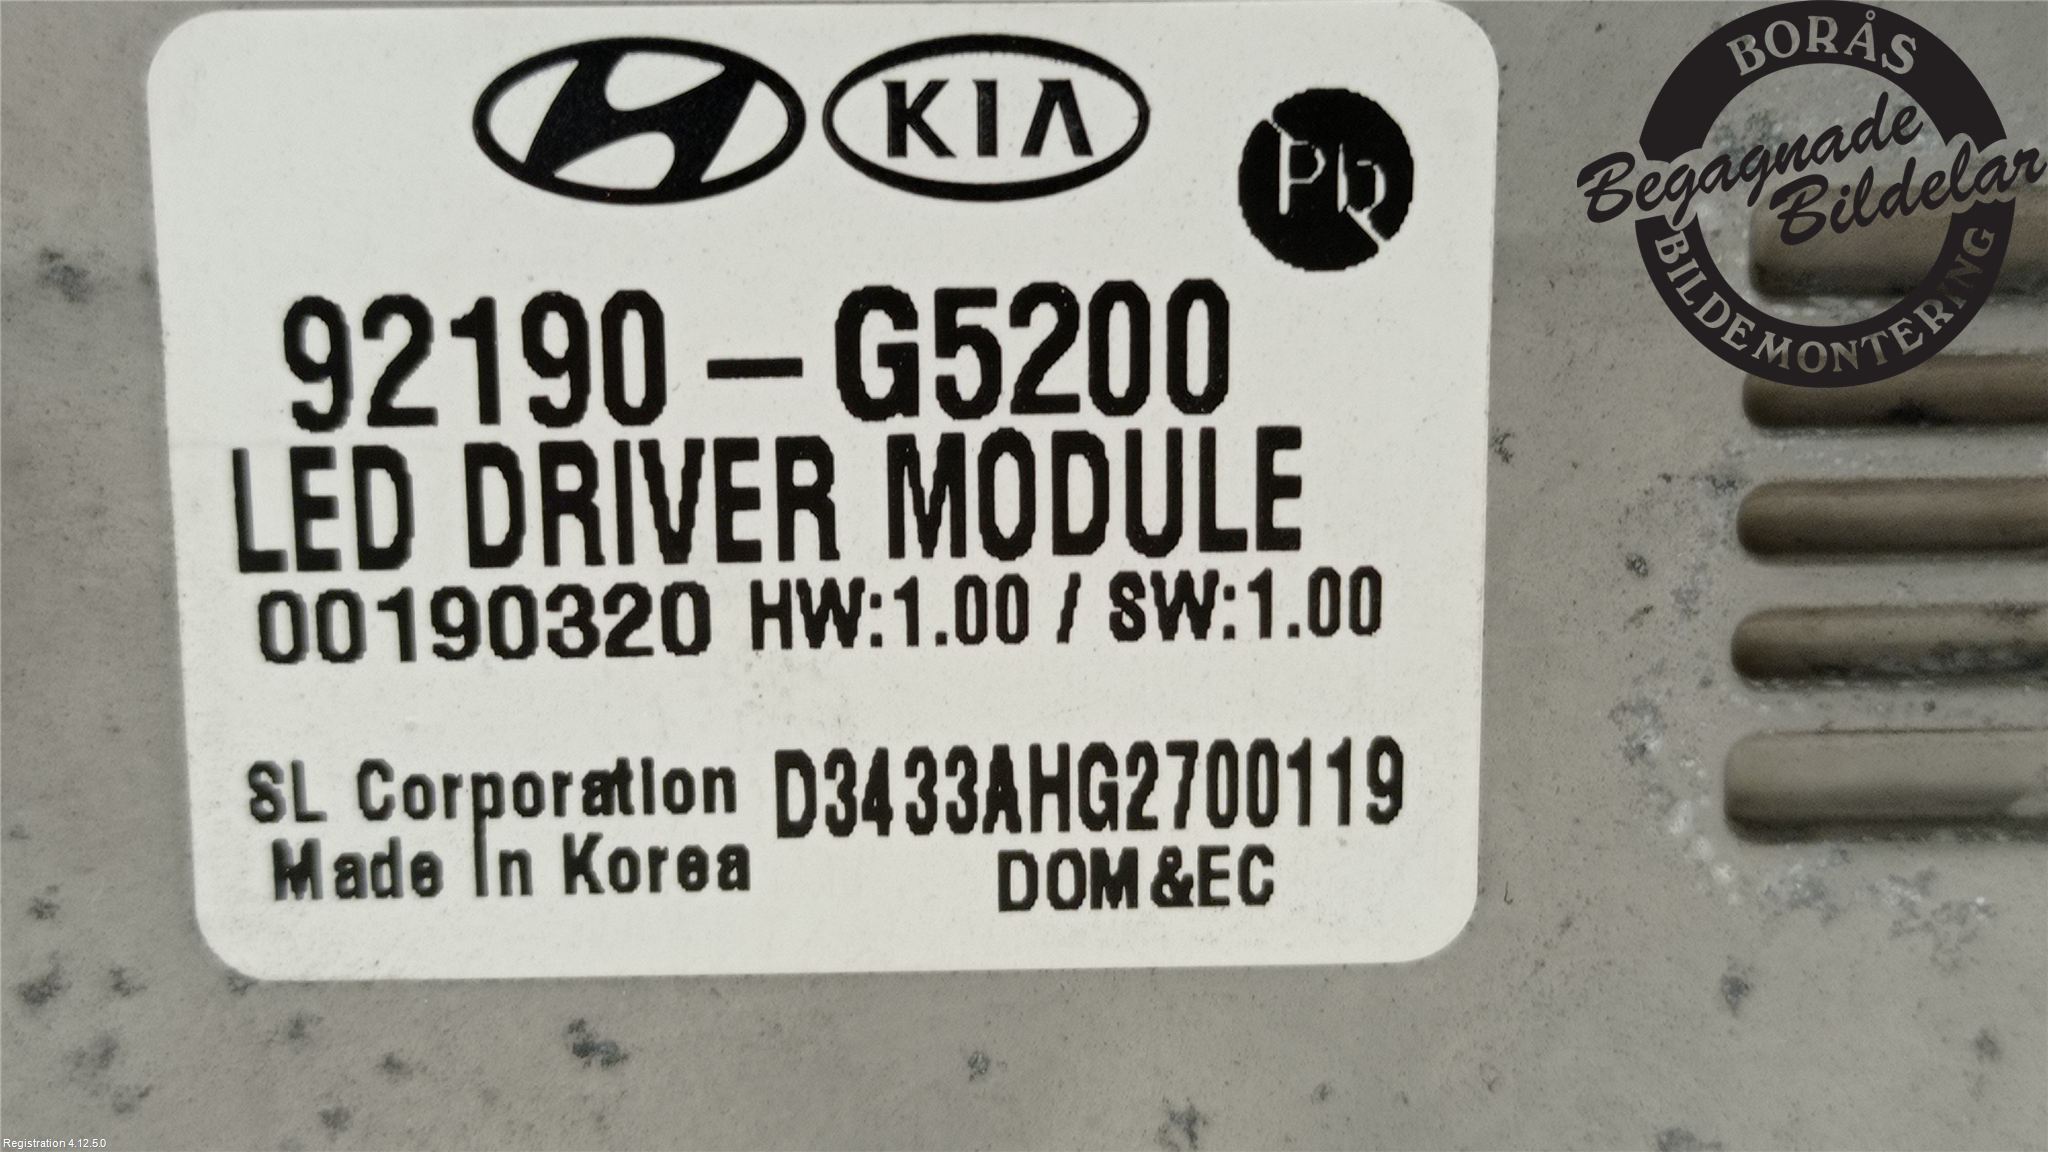 KIA
Pb
92190-G5200
LED DRIVER MODULE
00190320 HW:1.00 / SW:1.00
SL Corporation D3433AHG2700119
Made in Korea DOM&EC
BORÅS
Begagnade
Bildelar
BILDEMONTERING
Registration 4.12.5.0